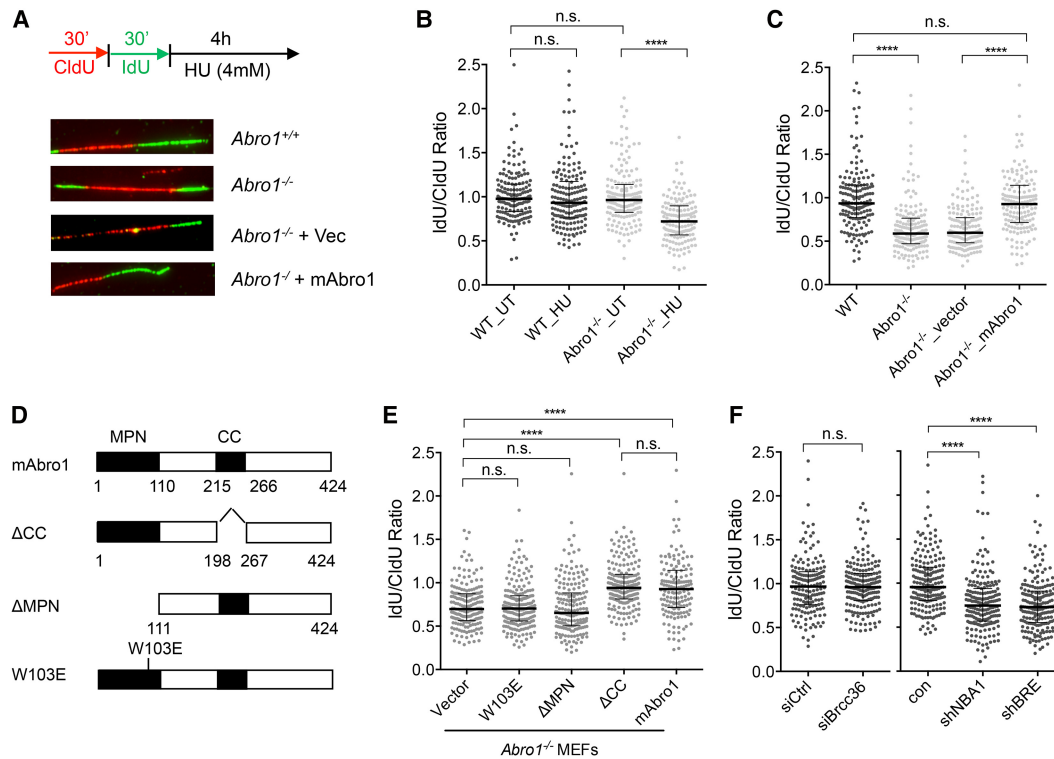 A
30' 30' 4h
CldU IdU HU (4mM)
Abro1+/+
Abro1-/-
Abro1-/- + Vec
Abro1-/ + mAbro1
B
n.s.
n.s. ****
IdU/CldU Ratio
2.5
2.0
1.5
1.0
0.5
0.0
WT_UT
WT_HU
Abro1-/-_UT
Abro1-/-_HU
C
n.s.
**** ****
IdU/CldU Ratio
2.5
2.0
1.5
1.0
0.5
0.0
WT
Abro1-/-
Abro1-/-_vector
Abro1-/-_mAbro1
D
MPN CC
mAbro1
1 110 215 266 424
ΔCC
1 198 267 424
ΔMPN
111 424
W103E
W103E
E
****
****
n.s. n.s.
n.s.
IdU/CldU Ratio
2.5
2.0
1.5
1.0
0.5
0.0
Vector
W103E
ΔMPN
ΔCC
mAbro1
Abro1-/- MEFs
F
n.s.
****
****
IdU/CldU Ratio
2.5
2.0
1.5
1.0
0.5
0.0
siCtrl
siBrcc36
con
shNBA1
shBRE